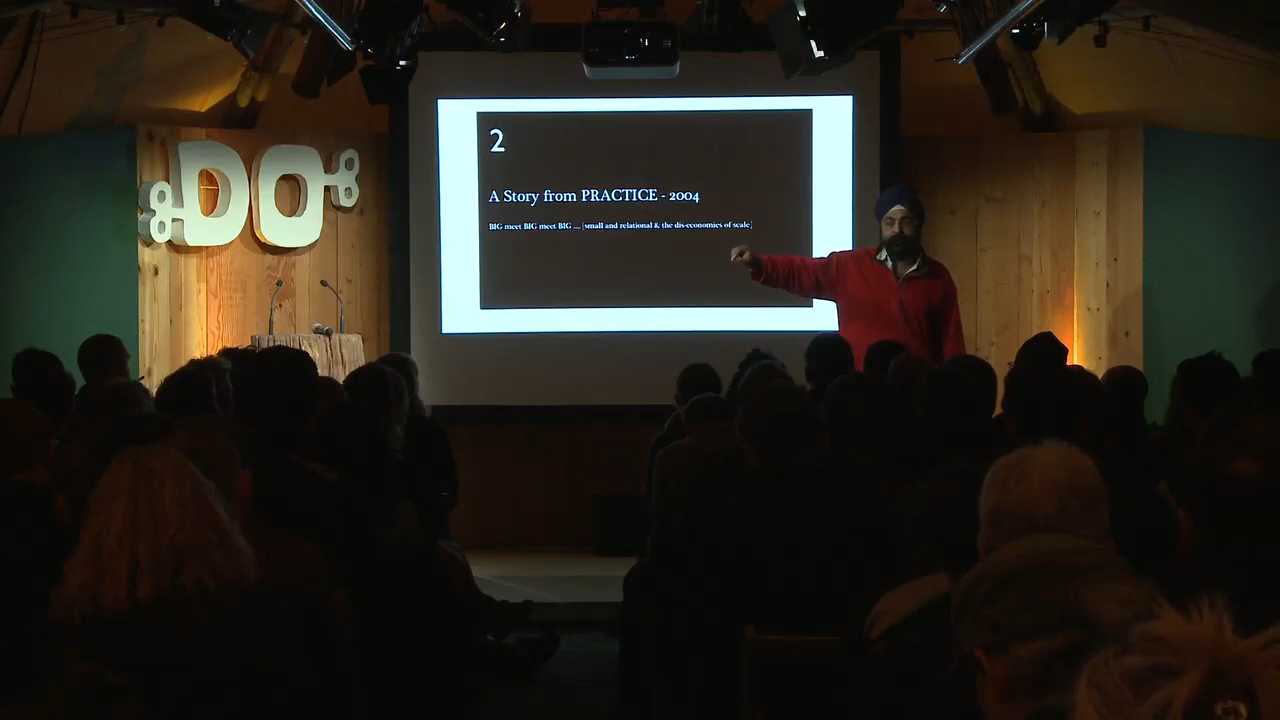 DO
2
A Story from PRACTICE - 2004
BIG meet BIG meet BIG .... [small and relational & the dis-economies of scale]